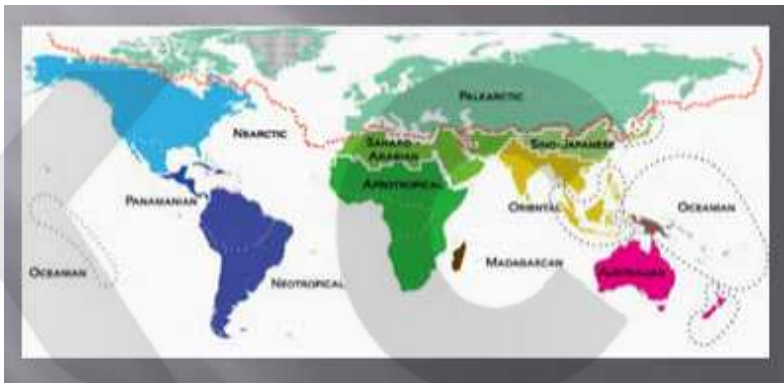 PALEARCTIC
NEARCTIC
SAHARO-
ARABIAN
SINO-JAPANESE
AFROTROPICAL
PANAMANIAN
ORIENTAL
OCEANIAN
OCEANIAN
NEOTROPICAL
MADAGASCAN
AUSTRALIAN